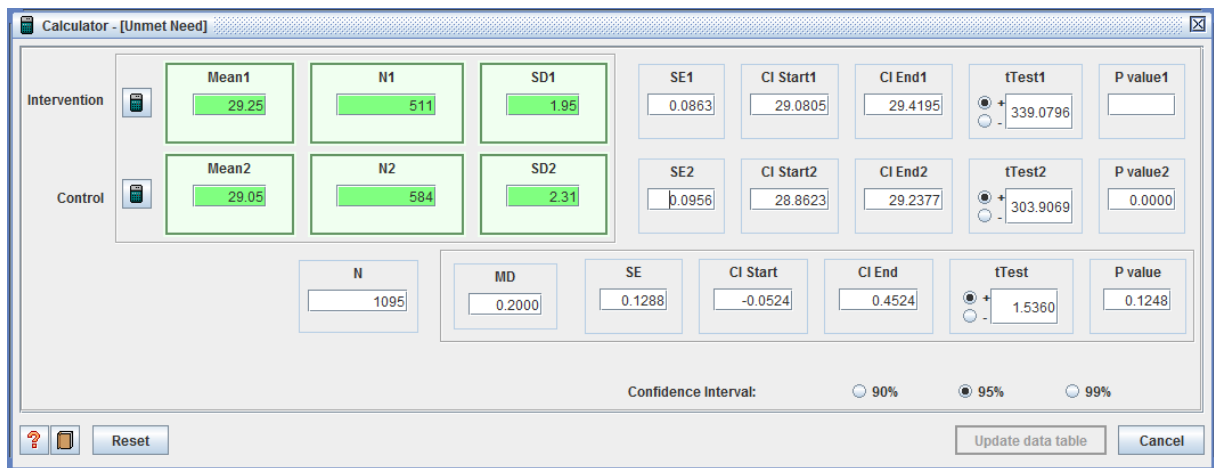 Calculator - [Unmet Need]
Mean1 N1 SD1 SE1 CI Start1 CI End1 tTest1 P value1
Intervention 29.25 511 1.95 0.0863 29.0805 29.4195 + - 339.0796
Mean2 N2 SD2 SE2 CI Start2 CI End2 tTest2 P value2
Control 29.05 584 2.31 0.0956 28.8623 29.2377 + - 303.9069 0.0000
N MD SE CI Start CI End tTest P value
1095 0.2000 0.1288 -0.0524 0.4524 + - 1.5360 0.1248
Confidence Interval: 90% 95% 99%
? Reset Update data table Cancel